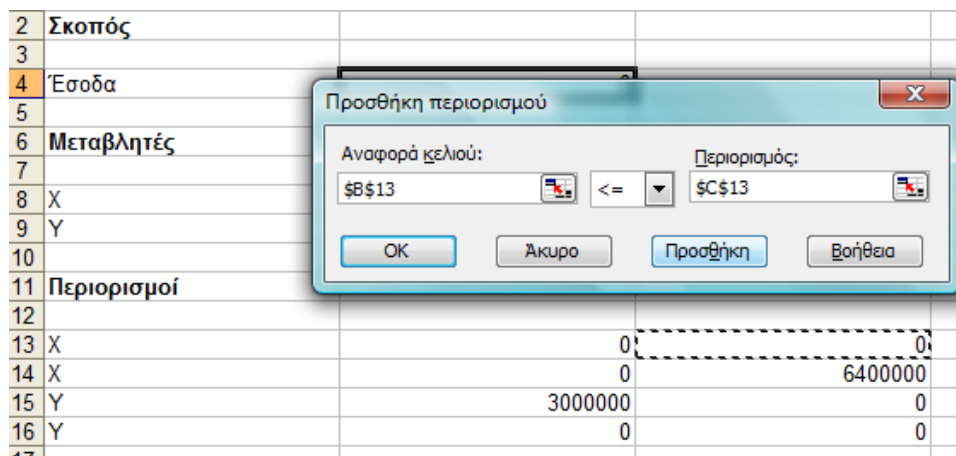 2 Σκοπός
3
4 Έσοδα
5
6 Μεταβλητές
7
8 X
9 Y
10
11 Περιορισμοί
12
13 X 0 0
14 X 0 6400000
15 Y 3000000 0
16 Y 0 0
17
Προσθήκη περιορισμού
Αναφορά κελιού: Περιορισμός:
$B$13 <= $C$13
OK Άκυρο Προσθήκη Βοήθεια